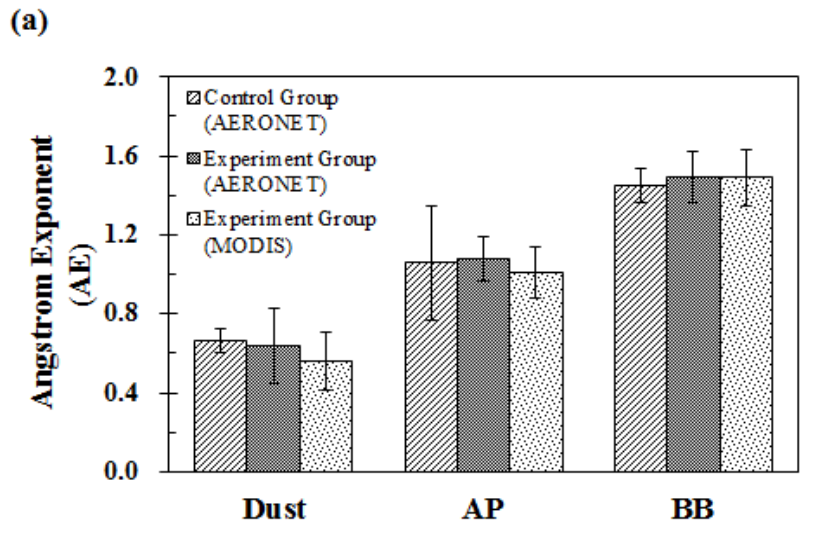 (a)
Angstrom Exponent
(AE)
2.0
1.6
1.2
0.8
0.4
0.0
Control Group
(AERONET)
Experiment Group
(AERONET)
Experiment Group
(MODIS)
Dust
AP
BB